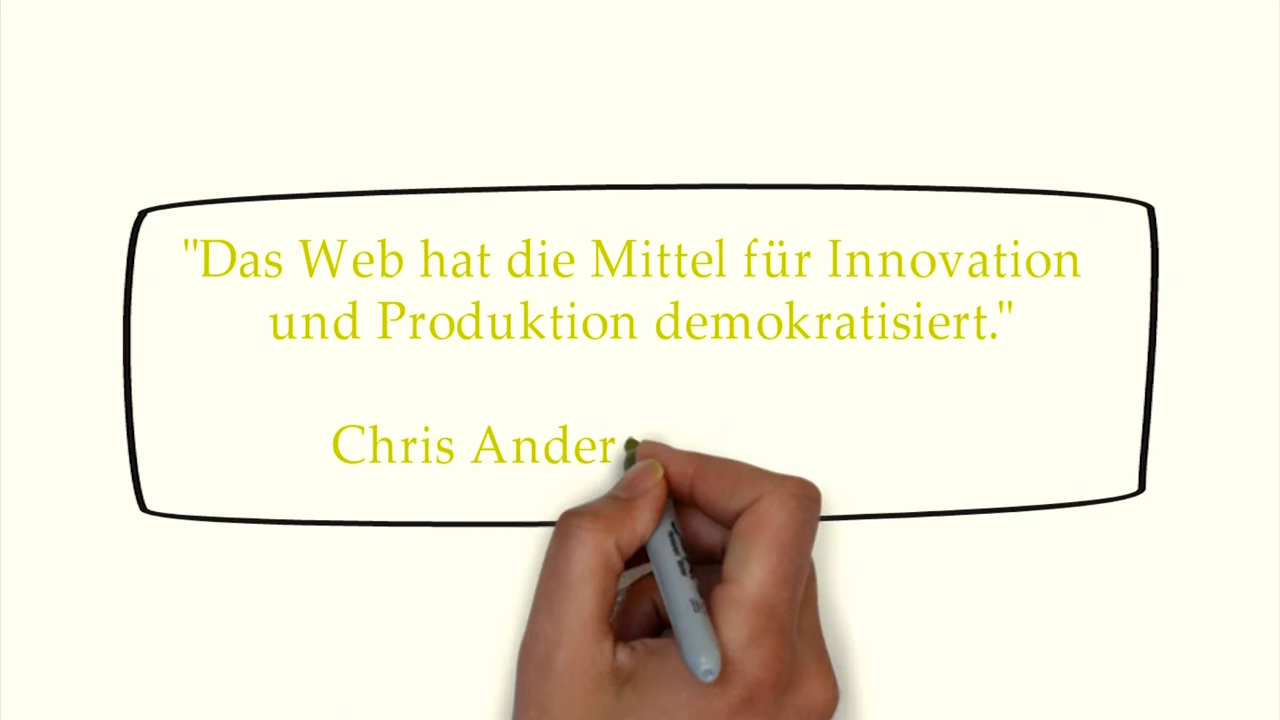 "Das Web hat die Mittel für Innovation
und Produktion demokratisiert."
Chris Ander